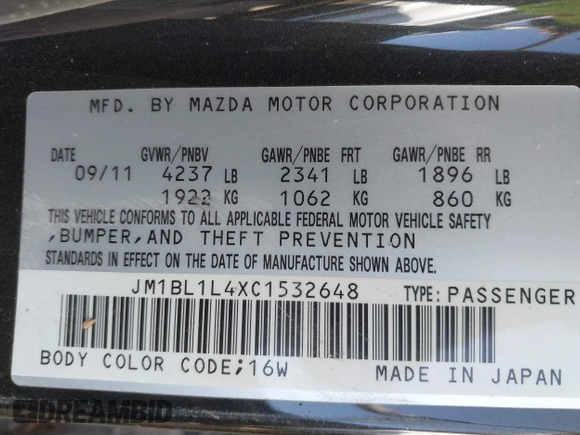 MFD. BY MAZDA MOTOR CORPORATION
DATE GVWR/PNBV GAWR/PNBE FRT GAWR/PNBE RR
09/11 4237 LB 2341 LB 1896 LB
1922 KG 1062 KG 860 KG
THIS VEHICLE CONFORMS TO ALL APPLICABLE FEDERAL MOTOR VEHICLE SAFETY
,BUMPER,AND THEFT PREVENTION
STANDARDS IN EFFECT ON THE DATE OF MANUFACTURE SHOWN ABOVE.
JM1BL1L4XC1532648 TYPE: PASSENGER
BODY COLOR CODE;16W MADE IN JAPAN
DREAMBID